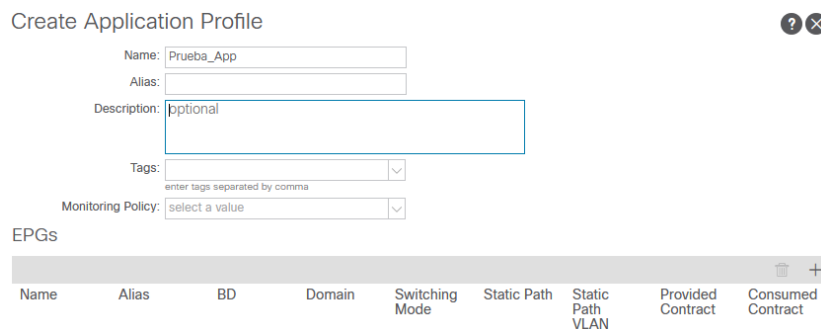 Create Application Profile
?
Name: Prueba_App
Alias:
Description: optional
Tags:
enter tags separated by comma
Monitoring Policy: select a value
EPGs
Name Alias BD Domain Switching Mode Static Path Static Path VLAN Provided Contract Consumed Contract